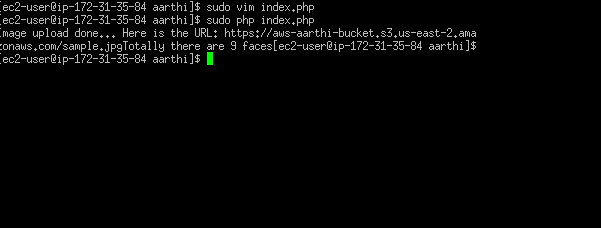 [ec2-user@ip-172-31-35-84 aarthi]$ sudo vim index.php
[ec2-user@ip-172-31-35-84 aarthi]$ sudo php index.php
Image upload done... Here is the URL: https://aws-aarthi-bucket.s3.us-east-2.ama
zonaws.com/sample.jpgTotally there are 9 faces[ec2-user@ip-172-31-35-84 aarthi]$
[ec2-user@ip-172-31-35-84 aarthi]$